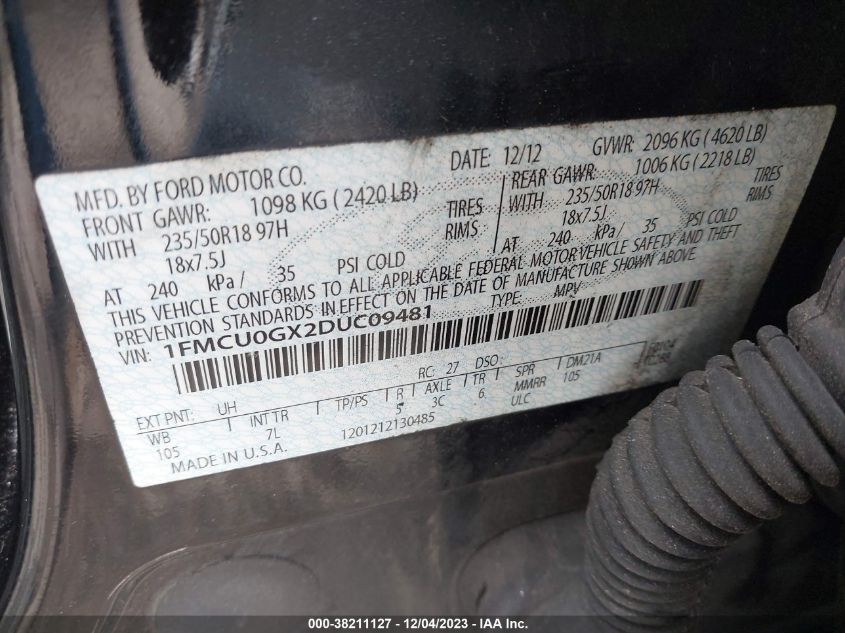 MFD. BY FORD MOTOR CO.
DATE: 12/12
GVWR: 2096 KG ( 4620 LB)
FRONT GAWR: 1098 KG ( 2420 LB)
REAR GAWR: 1006 KG ( 2218 LB)
WITH 235/50R18 97H TIRES
WITH 235/50R18 97H TIRES
18x7.5J RIMS
18x7.5J RIMS
AT 240 kPa/ 35 PSI COLD
AT 240 kPa/ 35 PSI COLD
THIS VEHICLE CONFORMS TO ALL APPLICABLE FEDERAL MOTOR VEHICLE SAFETY AND THEFT
PREVENTION STANDARDS IN EFFECT ON THE DATE OF MANUFACTURE SHOWN ABOVE.
VIN: 1FMCU0GX2DUC09481
TYPE: MPV
EXT PNT: UH RC: 27 DSO:
WB INT TR TP/PS R AXLE TR SPR DM21A
105 7L 5 3C 6 MMRR 105
ULC
1201212130485
MADE IN U.S.A.
000-38211127 - 12/04/2023 - IAA Inc.